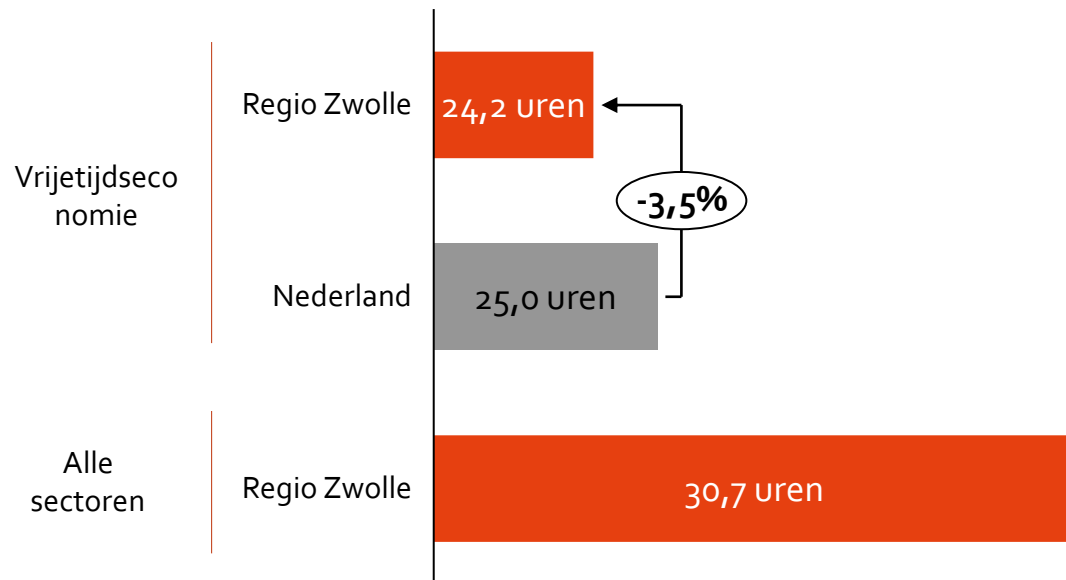 Vrijetijdseco
nomie
Regio Zwolle
24,2 uren
-3,5%
Nederland
25,0 uren
Alle
sectoren
Regio Zwolle
30,7 uren